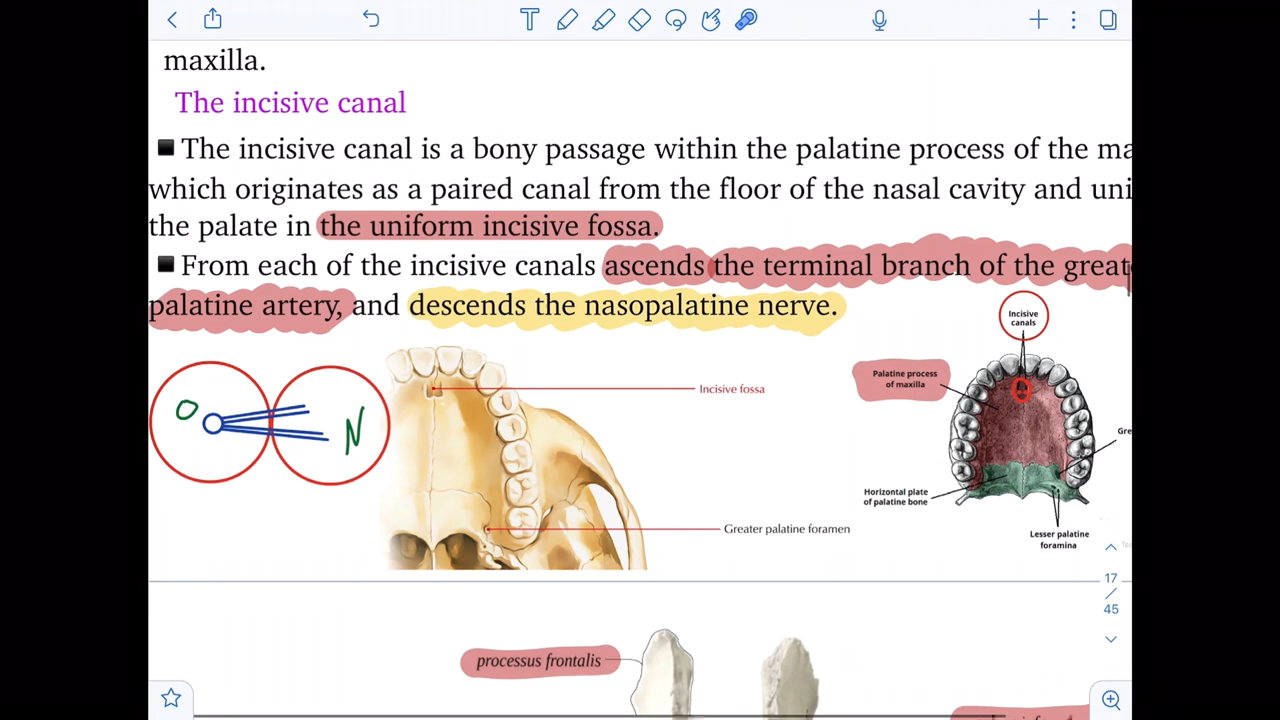 maxilla.
The incisive canal
The incisive canal is a bony passage within the palatine process of the ma
which originates as a paired canal from the floor of the nasal cavity and uni
the palate in the uniform incisive fossa.
From each of the incisive canals ascends the terminal branch of the great
palatine artery, and descends the nasopalatine nerve.
Incisive
canals
Palatine process
of maxilla
Incisive fossa
O
N
Gre
Horizontal plate
of palatine bone
Greater palatine foramen
Lesser palatine
foramina
17
/
45
processus frontalis